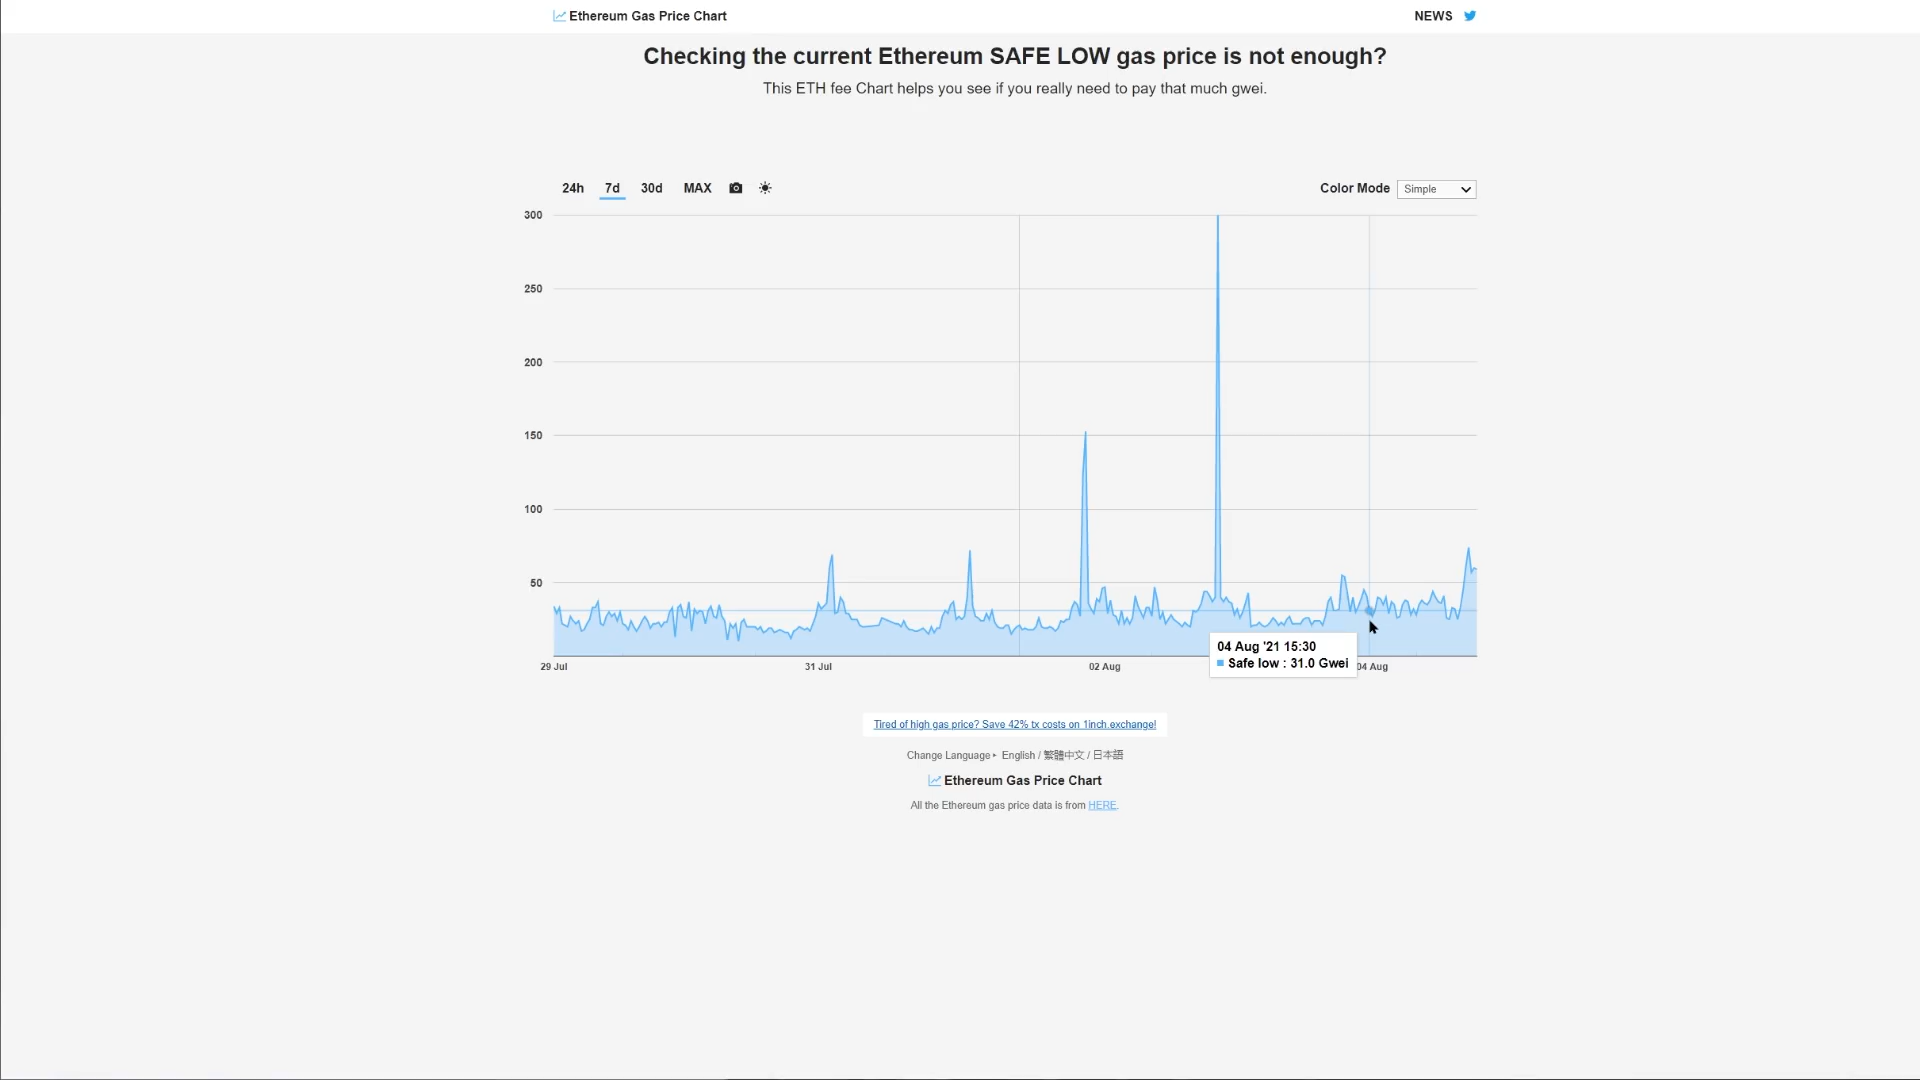 Ethereum Gas Price Chart
NEWS
Checking the current Ethereum SAFE LOW gas price is not enough?
This ETH fee Chart helps you see if you really need to pay that much gwei.
24h 7d 30d MAX
Color Mode Simple
300
250
200
150
100
50
29 Jul 31 Jul 02 Aug 04 Aug
04 Aug '21 15:30
Safe low : 31.0 Gwei
Tired of high gas price? Save 42% tx costs on 1inch.exchange!
Change Language ▸ English / 繁體中文 / 日本語
Ethereum Gas Price Chart
All the Ethereum gas price data is from HERE.